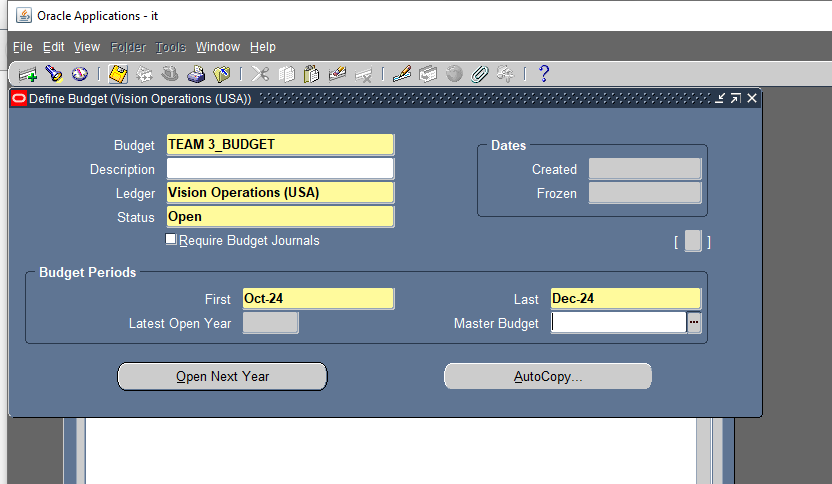 Oracle Applications - it
File Edit View Folder Tools Window Help
Define Budget (Vision Operations (USA))
Budget TEAM 3_BUDGET
Description
Ledger Vision Operations (USA)
Status Open
Require Budget Journals
Dates
Created
Frozen
[ ]
Budget Periods
First Oct-24
Last Dec-24
Latest Open Year
Master Budget
Open Next Year
AutoCopy...